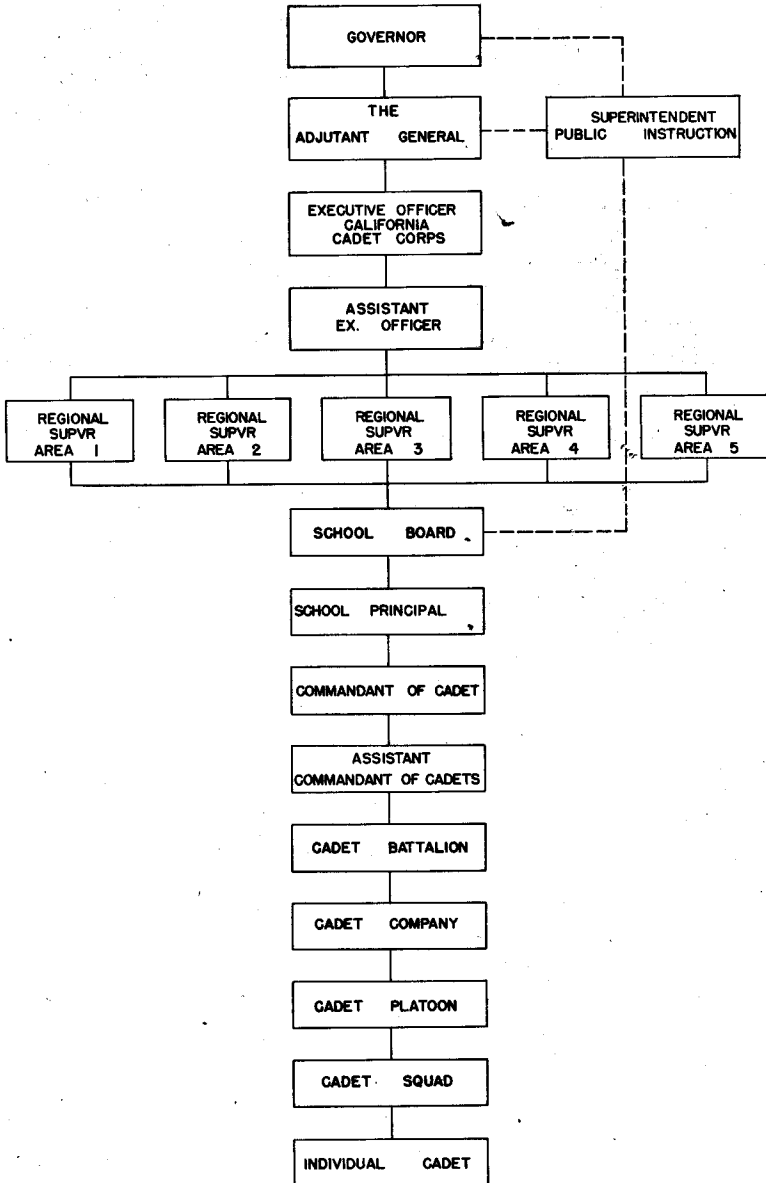 GOVERNOR
THE
ADJUTANT GENERAL
SUPERINTENDENT
PUBLIC INSTRUCTION
EXECUTIVE OFFICER
CALIFORNIA
CADET CORPS
ASSISTANT
EX. OFFICER
REGIONAL
SUPVR
AREA 1
REGIONAL
SUPVR
AREA 2
REGIONAL
SUPVR
AREA 3
REGIONAL
SUPVR
AREA 4
REGIONAL
SUPVR
AREA 5
SCHOOL BOARD
SCHOOL PRINCIPAL
COMMANDANT OF CADET
ASSISTANT
COMMANDANT OF CADETS
CADET BATTALION
CADET COMPANY
CADET PLATOON
CADET SQUAD
INDIVIDUAL CADET